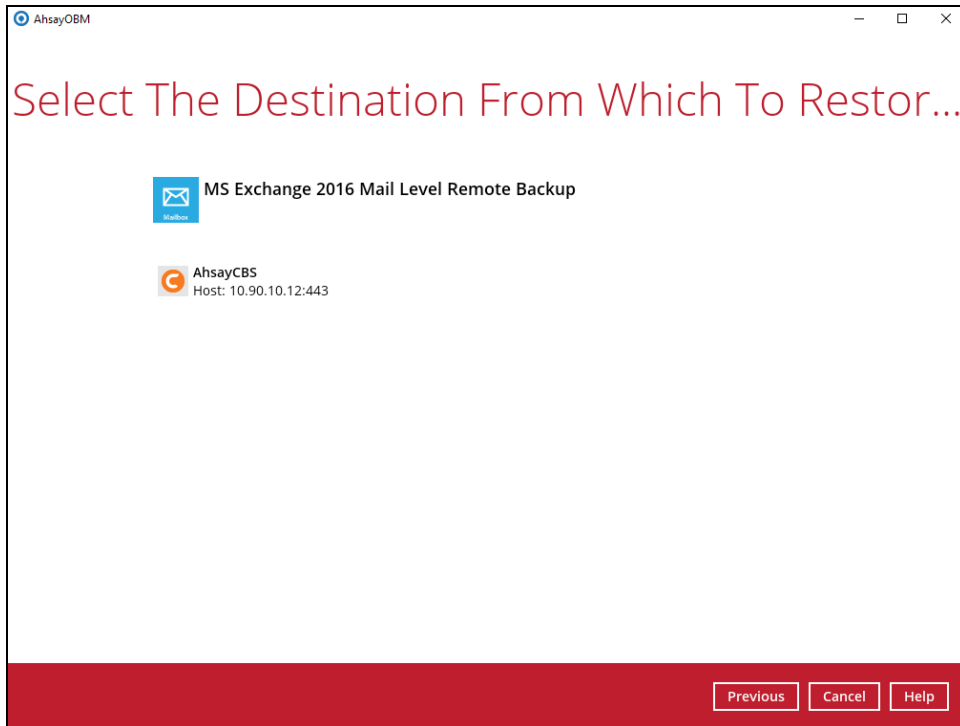 AhsayOBM
Select The Destination From Which To Restor...
MS Exchange 2016 Mail Level Remote Backup
Mailbox
AhsayCBS
Host: 10.90.10.12:443
Previous Cancel Help